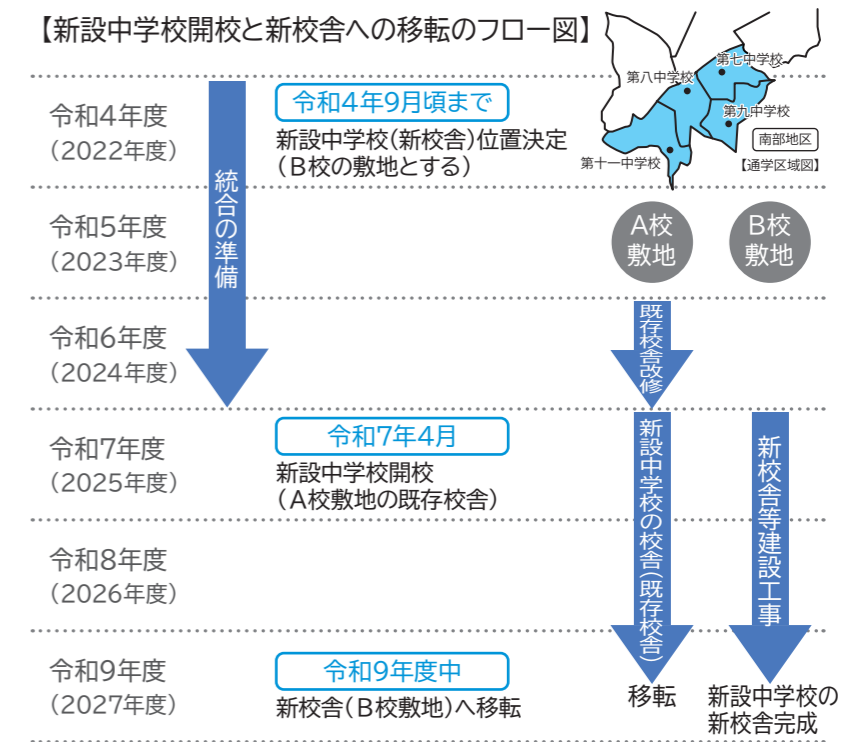 【新設中学校開校と新校舎への移転のフロー図】
第七中学校
第八中学校
第九中学校
第十一中学校
南部地区
【通学区域図】
令和4年度
（2022年度）
令和4年9月頃まで
新設中学校（新校舎）位置決定
（B校の敷地とする）
統合の準備
令和5年度
（2023年度）
A校
敷地
B校
敷地
令和6年度
（2024年度）
既存校舎改修
令和7年度
（2025年度）
令和7年4月
新設中学校開校
（A校敷地の既存校舎）
新設中学校の校舎（既存校舎）
新校舎等建設工事
令和8年度
（2026年度）
令和9年度
（2027年度）
令和9年度中
新校舎（B校敷地）へ移転
移転
新設中学校の
新校舎完成